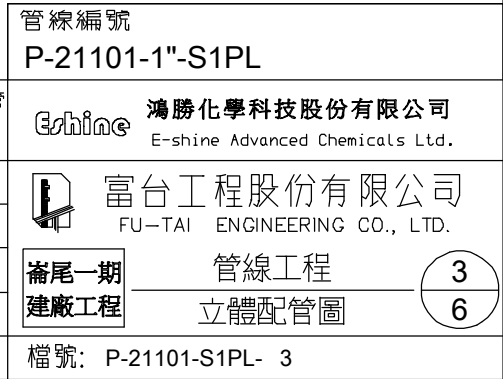 管線編號
P-21101-1"-S1PL
Eshine
鴻勝化學科技股份有限公司
E-shine Advanced Chemicals Ltd.
富台工程股份有限公司
FU-TAI ENGINEERING CO., LTD.
崙尾一期
建廠工程
管線工程
立體配管圖
3
6
檔號: P-21101-S1PL- 3